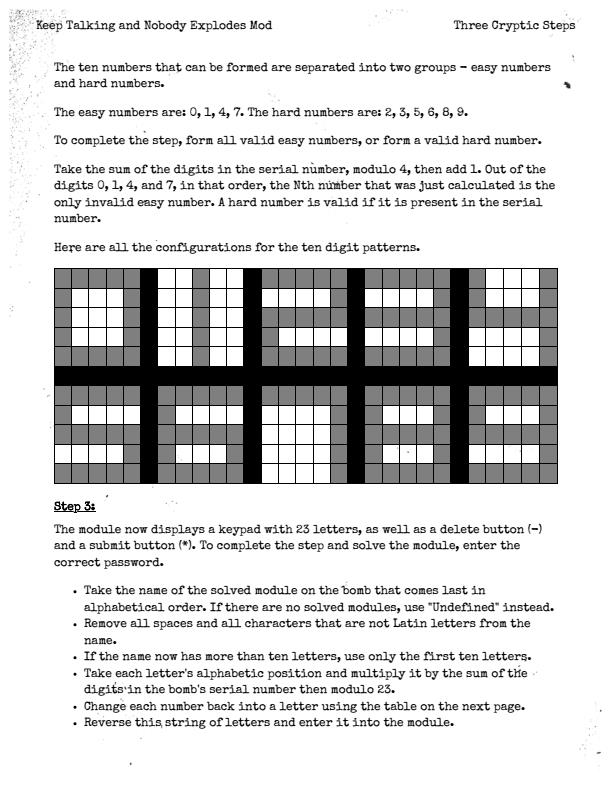 Keep Talking and Nobody Explodes Mod
Three Cryptic Steps
The ten numbers that can be formed are separated into two groups – easy numbers
and hard numbers.
The easy numbers are: 0, 1, 4, 7. The hard numbers are: 2, 3, 5, 6, 8, 9.
To complete the step, form all valid easy numbers, or form a valid hard number.
Take the sum of the digits in the serial number, modulo 4, then add 1. Out of the
digits 0, 1, 4, and 7, in that order, the Nth number that was just calculated is the
only invalid easy number. A hard number is valid if it is present in the serial
number.
Here are all the configurations for the ten digit patterns.
Step 3:
The module now displays a keypad with 23 letters, as well as a delete button (-)
and a submit button (*). To complete the step and solve the module, enter the
correct password.
• Take the name of the solved module on the bomb that comes last in
alphabetical order. If there are no solved modules, use "Undefined" instead.
• Remove all spaces and all characters that are not Latin letters from the
name.
• If the name now has more than ten letters, use only the first ten letters.
• Take each letter's alphabetic position and multiply it by the sum of the
digits in the bomb's serial number then modulo 23.
• Change each number back into a letter using the table on the next page.
• Reverse this string of letters and enter it into the module.